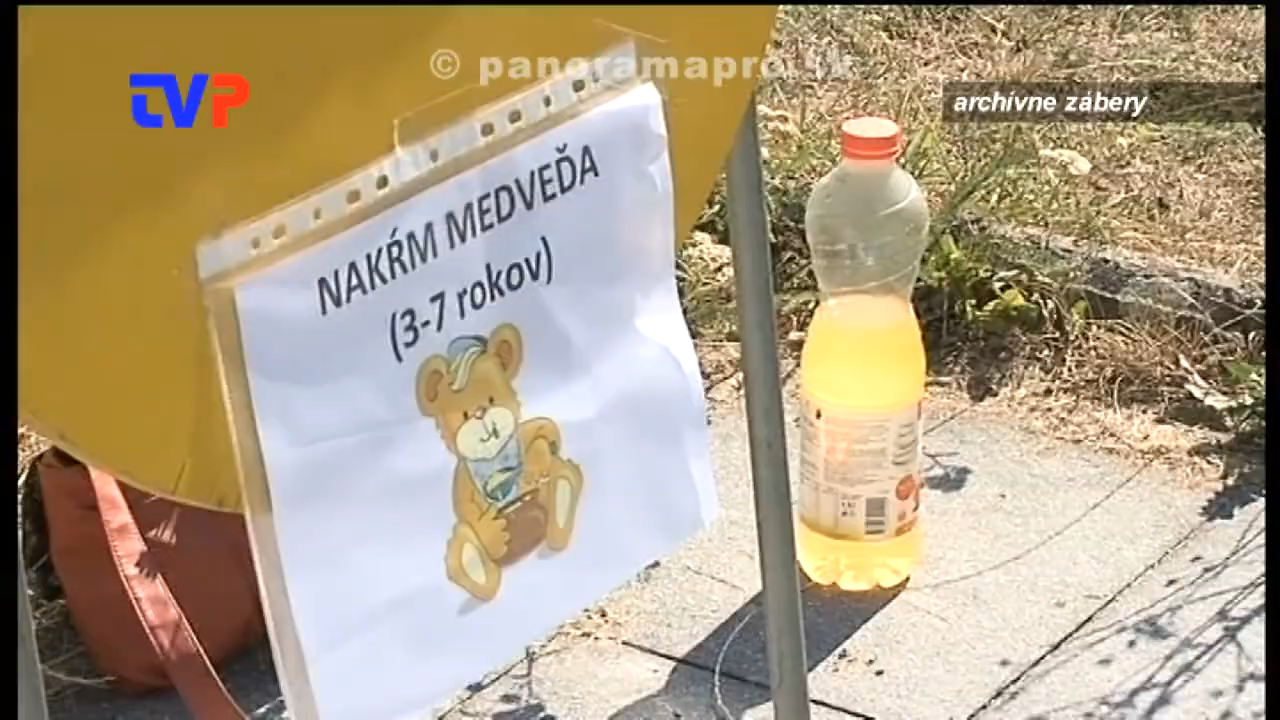 © panoramapro.sk
TVP
archívne zábery
NAKŔM MEDVEĎA
(3-7 rokov)